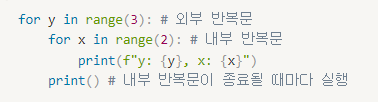 for y in range(3): # 외부 반복문
    for x in range(2): # 내부 반복문
        print(f"y: {y}, x: {x}")
    print() # 내부 반복문이 종료될 때마다 실행